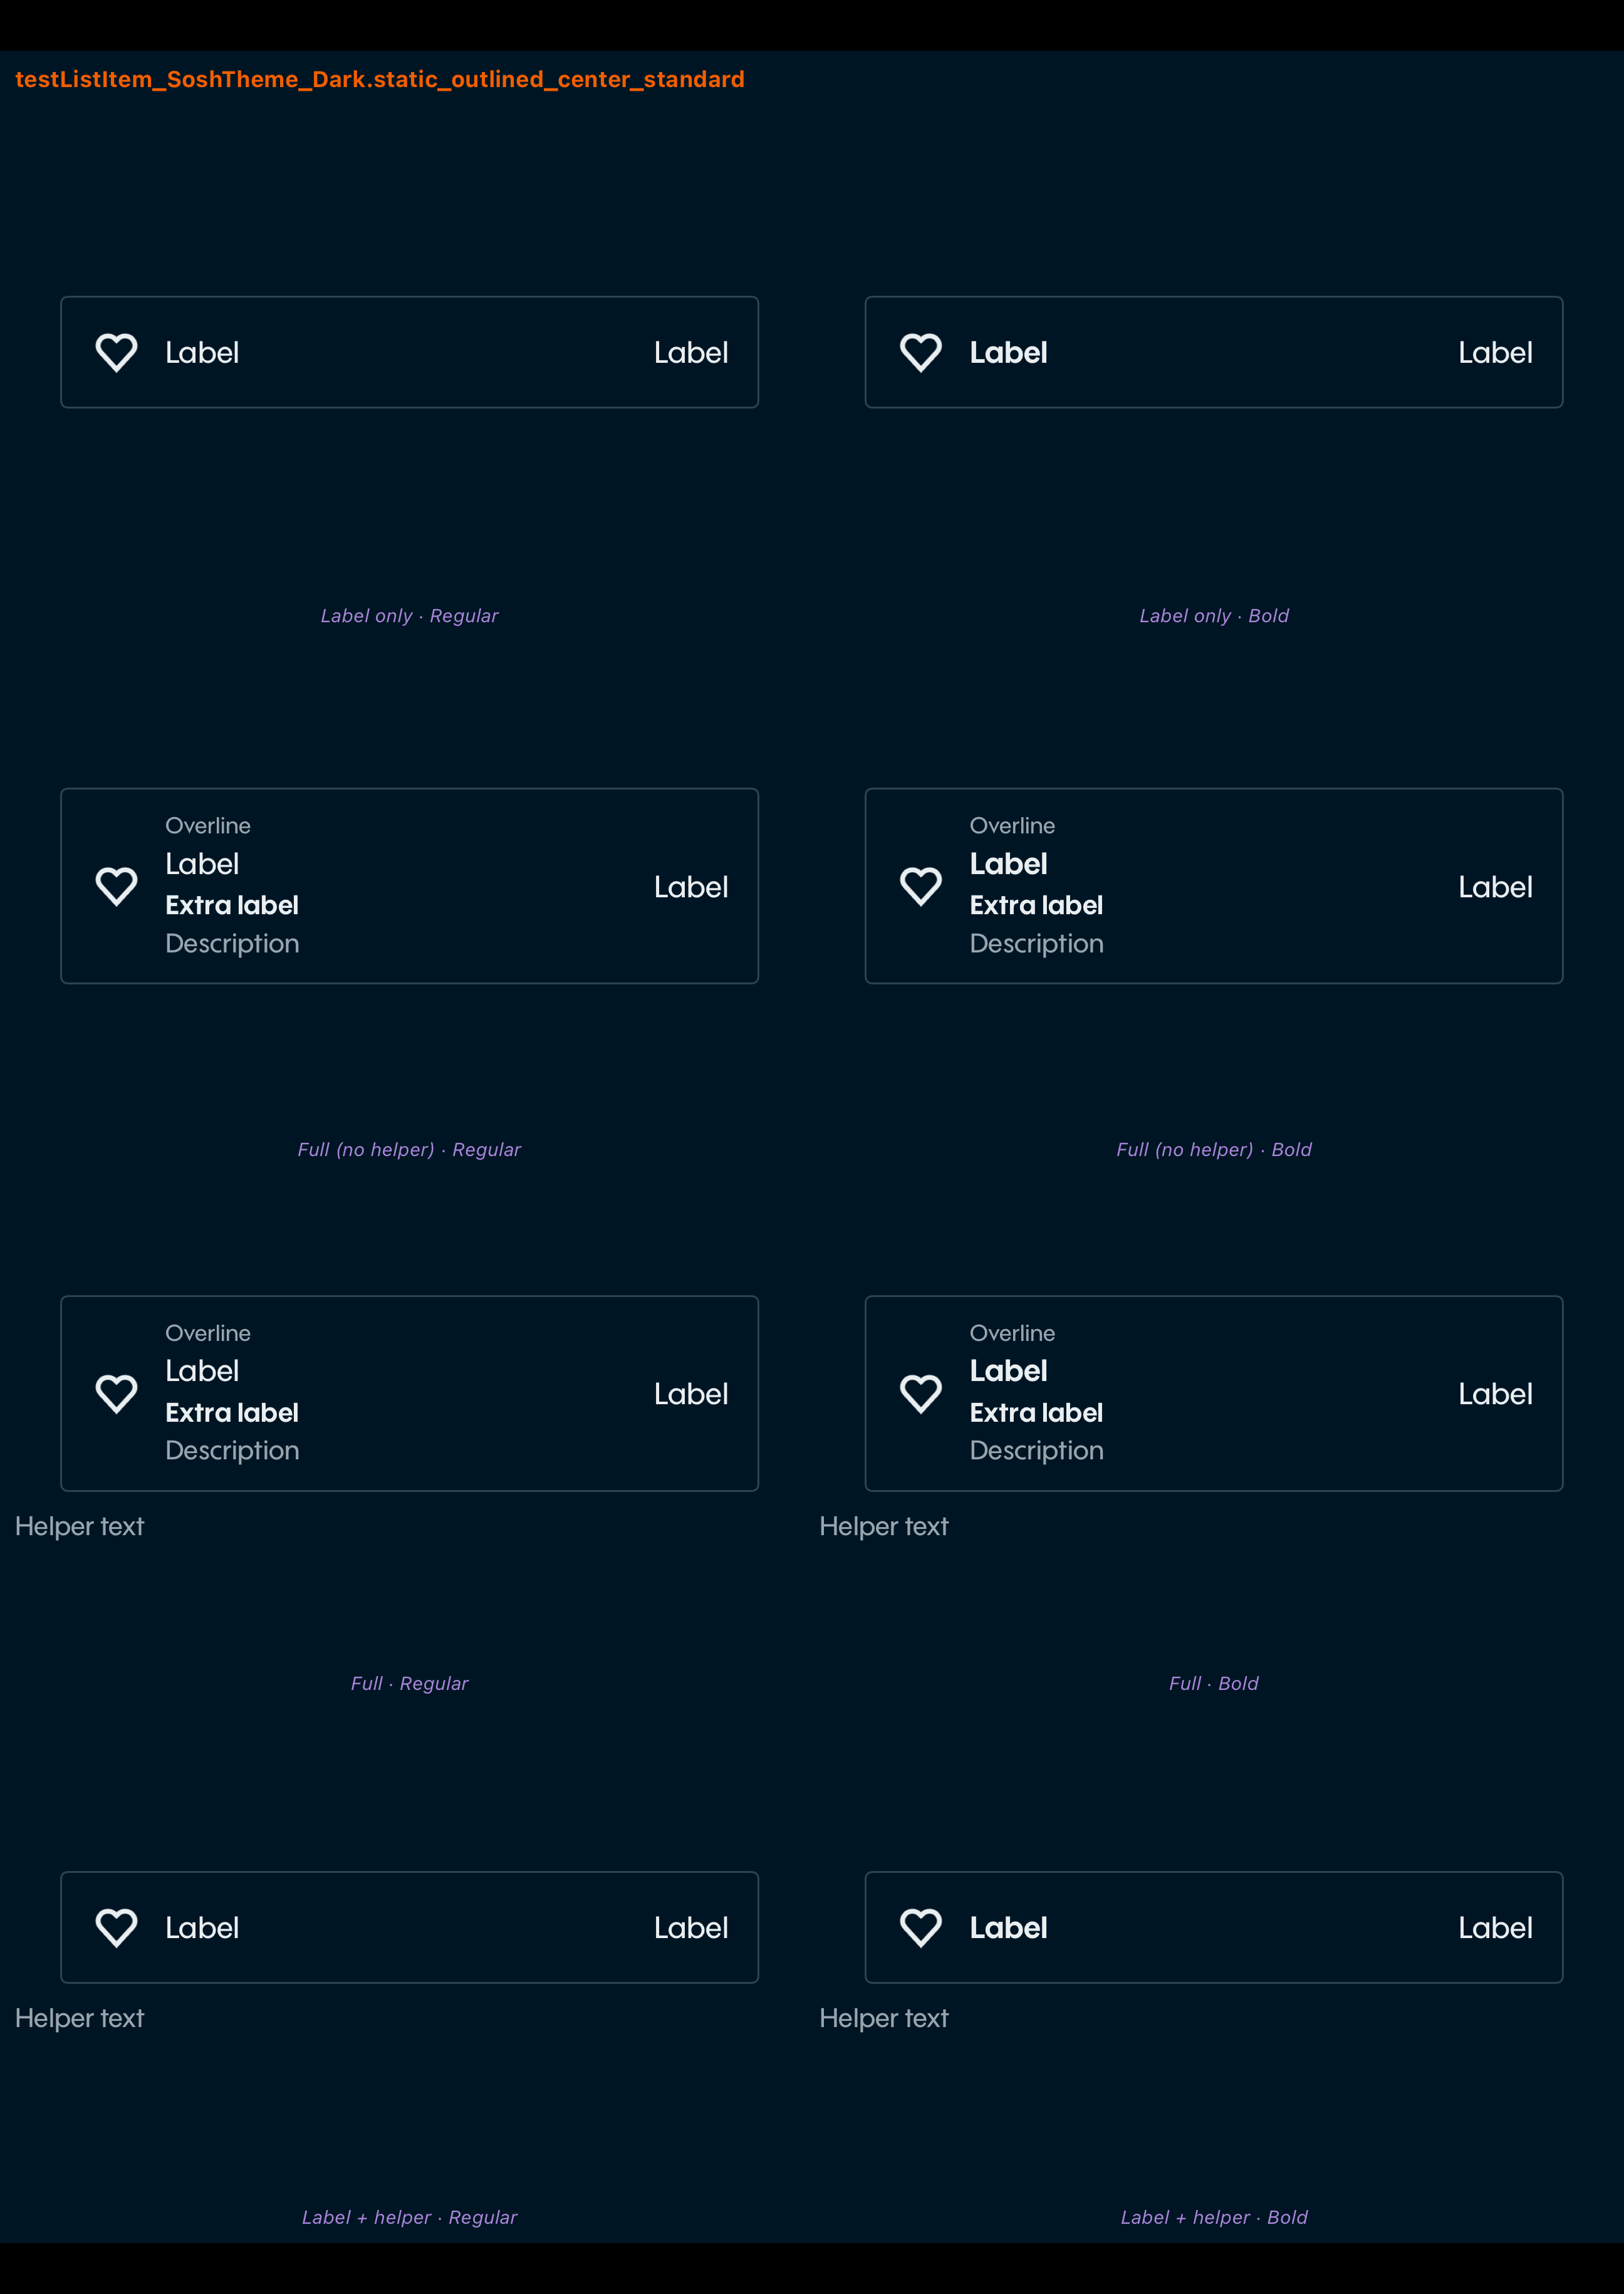 testListItem_SoshTheme_Dark.static_outlined_center_standard
Label Label
Label Label
Label only · Regular
Label only · Bold
Overline
Label
Extra label
Description
Label
Overline
Label
Extra label
Description
Label
Full (no helper) · Regular
Full (no helper) · Bold
Overline
Label
Extra label
Description
Label
Helper text
Overline
Label
Extra label
Description
Label
Helper text
Full · Regular
Full · Bold
Label Label
Helper text
Label Label
Helper text
Label + helper · Regular
Label + helper · Bold